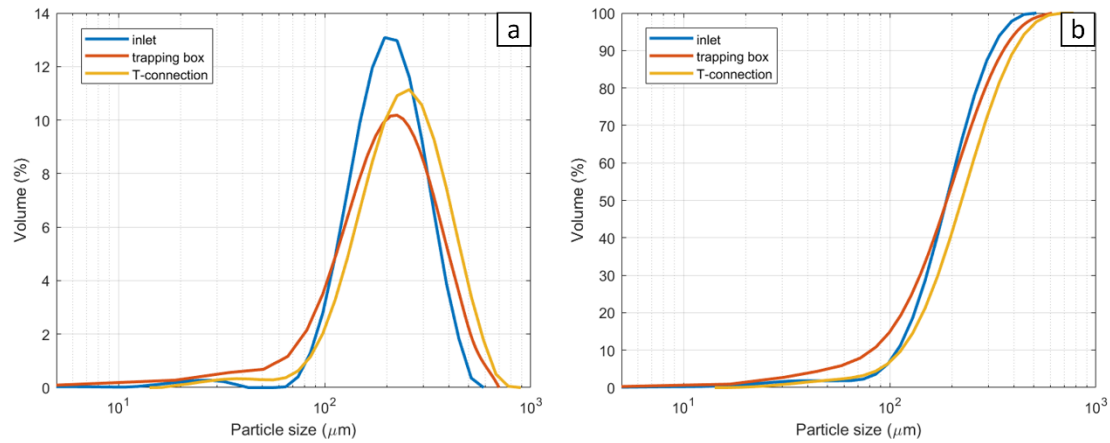 a
14
12
10
8
6
4
2
0
Volume (%)
inlet
trapping box
T-connection
10^1
10^2
10^3
Particle size (μm)
b
100
90
80
70
60
50
40
30
20
10
0
Volume (%)
inlet
trapping box
T-connection
10^1
10^2
10^3
Particle size (μm)